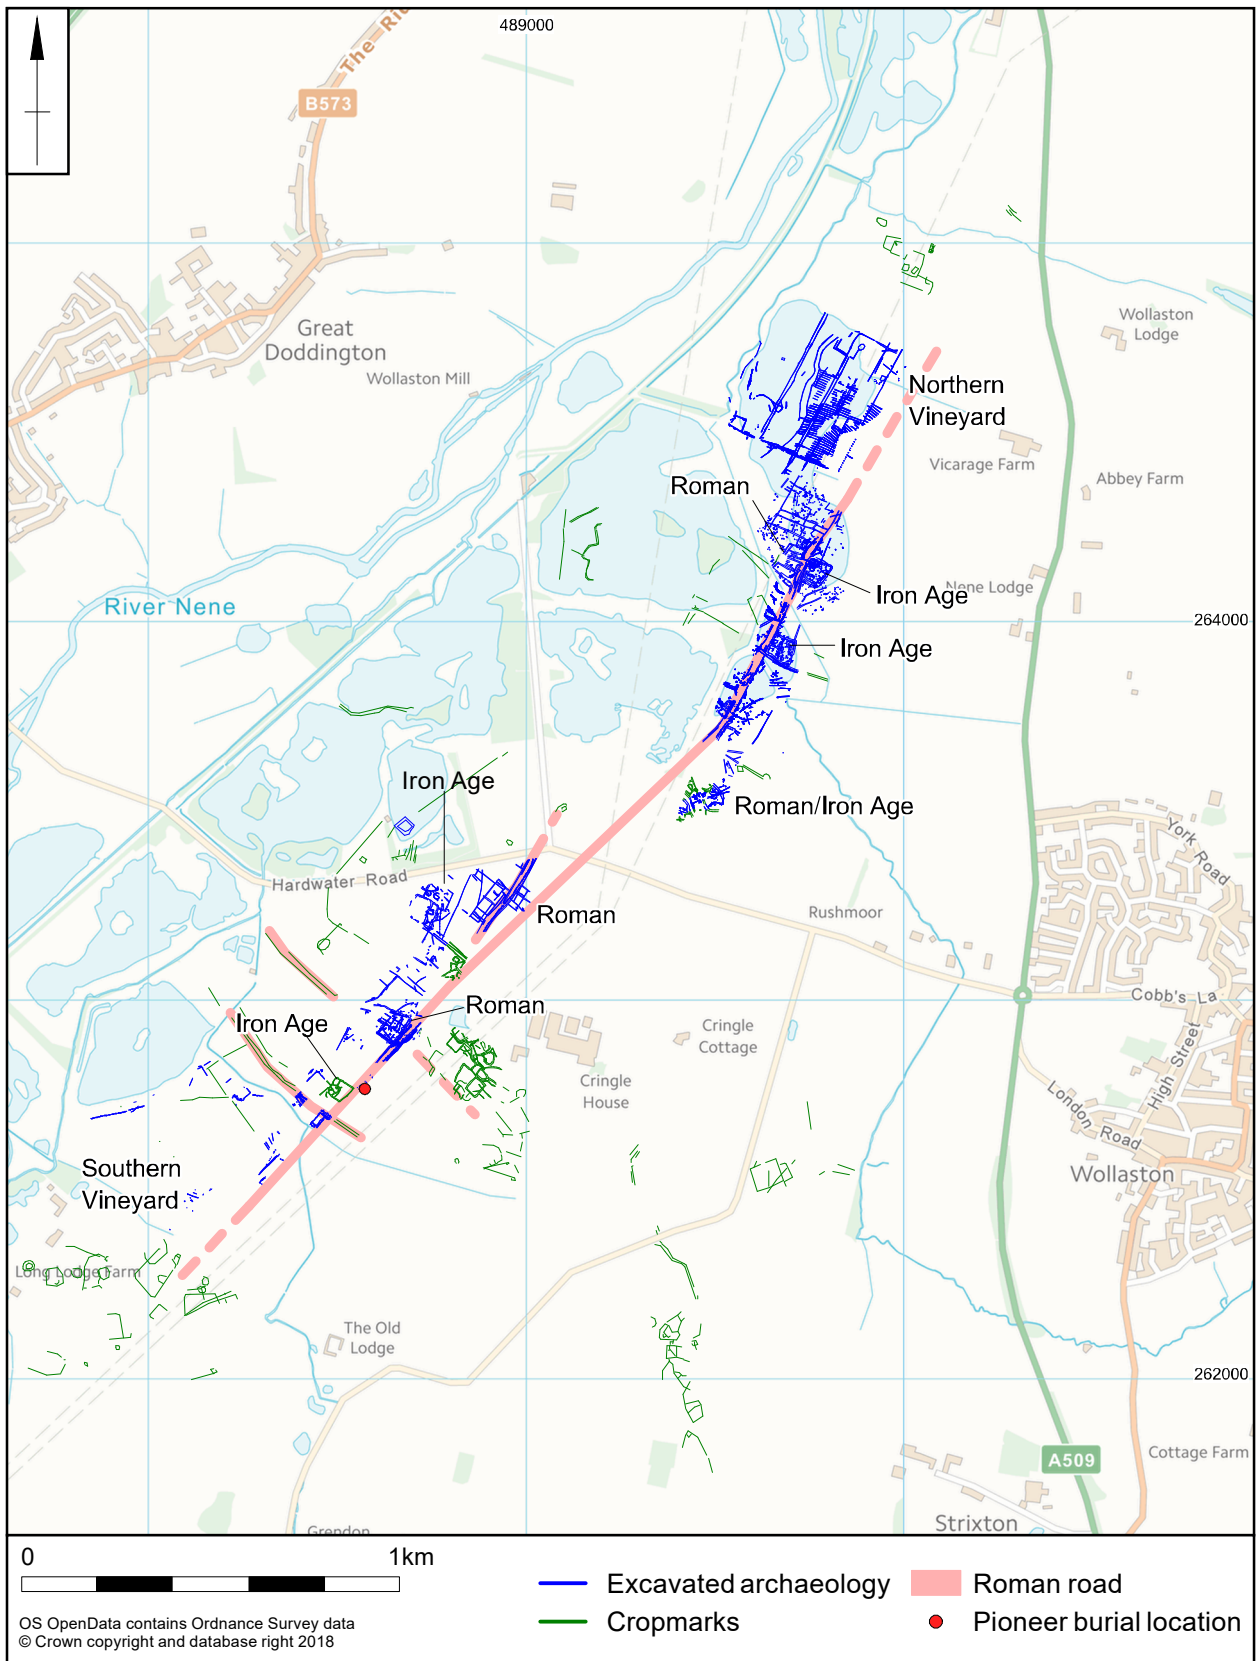 489000
The Ri
B573
Wollaston
Lodge
Great
Doddington
Wollaston Mill
Northern
Vineyard
Vicarage Farm
Abbey Farm
Roman
Nene Lodge
Iron Age
River Nene
264000
Iron Age
Iron Age
Roman/Iron Age
York Road
Hardwater Road
Roman
Rushmoor
Cobb's La
Roman
Iron Age
Cringle
Cottage
High Street
Cringle
House
London Road
Southern
Vineyard
Wollaston
Long Lodge Farm
The Old
Lodge
262000
Cottage Farm
A509
Strixton
Grendon
0
1km
Excavated archaeology
Roman road
Cropmarks
Pioneer burial location
OS OpenData contains Ordnance Survey data
© Crown copyright and database right 2018